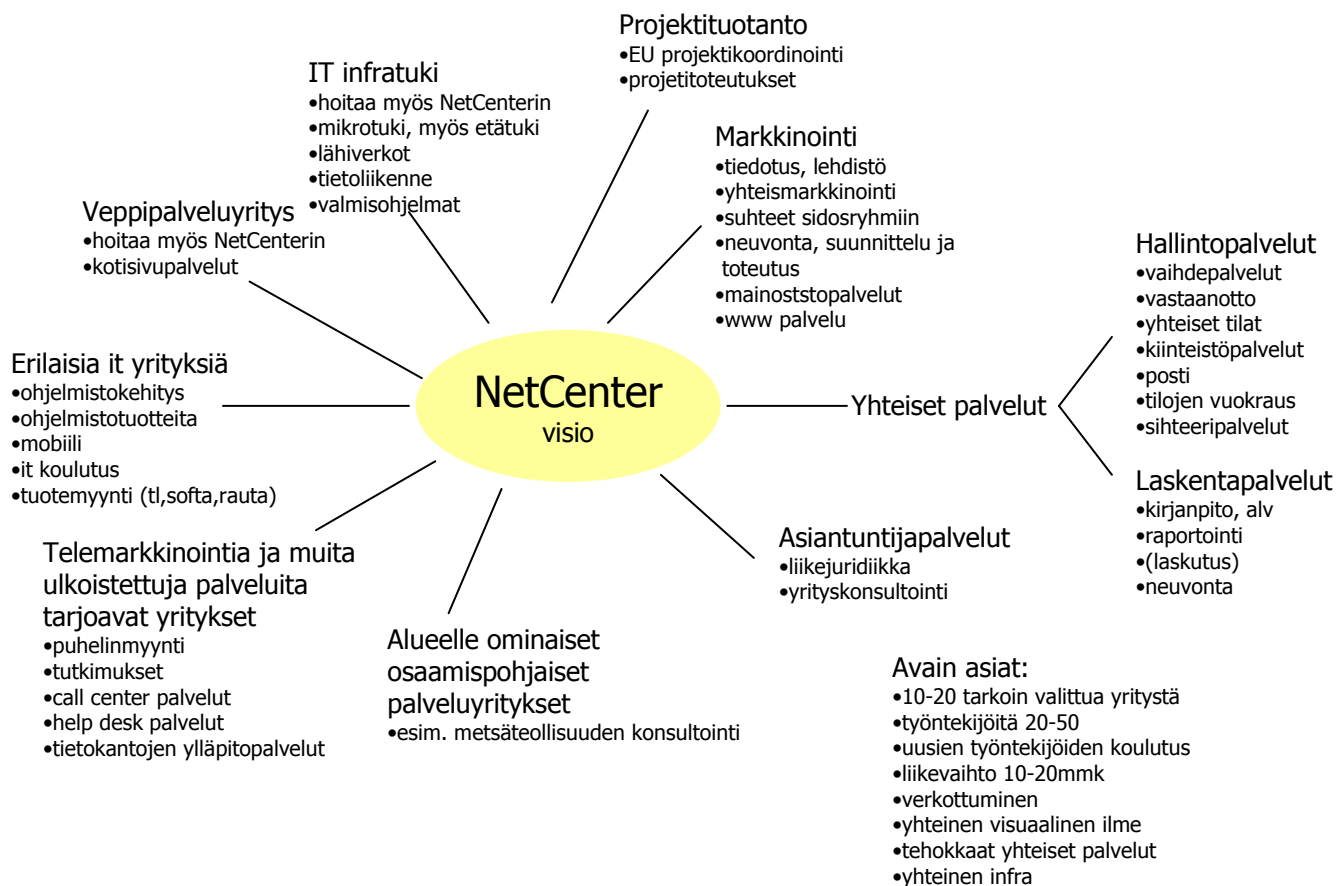 Projektituotanto
•EU projektikoordinointi
•projetitoteutukset
IT infratuki
•hoitaa myös NetCenterin
•mikrotuki, myös etätuki
•lähiverkot
•tietoliikenne
•valmisohjelmat
Markkinointi
•tiedotus, lehdistö
•yhteismarkkinointi
•suhteet sidosryhmiin
•neuvonta, suunnittelu ja
toteutus
•mainoststopalvelut
•www palvelu
Veppipalveluyritys
•hoitaa myös NetCenterin
•kotisivupalvelut
Hallintopalvelut
•vaihdepalvelut
•vastaanotto
•yhteiset tilat
•kiinteistöpalvelut
•posti
•tilojen vuokraus
•sihteeripalvelut
Erilaisia it yrityksiä
•ohjelmistokehitys
•ohjelmistotuotteita
•mobiili
•it koulutus
•tuotemyynti (tl,softa,rauta)
NetCenter
visio
Yhteiset palvelut
Laskentapalvelut
•kirjanpito, alv
•raportointi
•(laskutus)
•neuvonta
Telemarkkinointia ja muita
ulkoistettuja palveluita
tarjoavat yritykset
•puhelinmyynti
•tutkimukset
•call center palvelut
•help desk palvelut
•tietokantojen ylläpitopalvelut
Asiantuntijapalvelut
•liikejuridiikka
•yrityskonsultointi
Alueelle ominaiset
osaamispohjaiset
palveluyritykset
•esim. metsäteollisuuden konsultointi
Avain asiat:
•10-20 tarkoin valittua yritystä
•työntekijöitä 20-50
•uusien työntekijöiden koulutus
•liikevaihto 10-20mmk
•verkottuminen
•yhteinen visuaalinen ilme
•tehokkaat yhteiset palvelut
•yhteinen infra